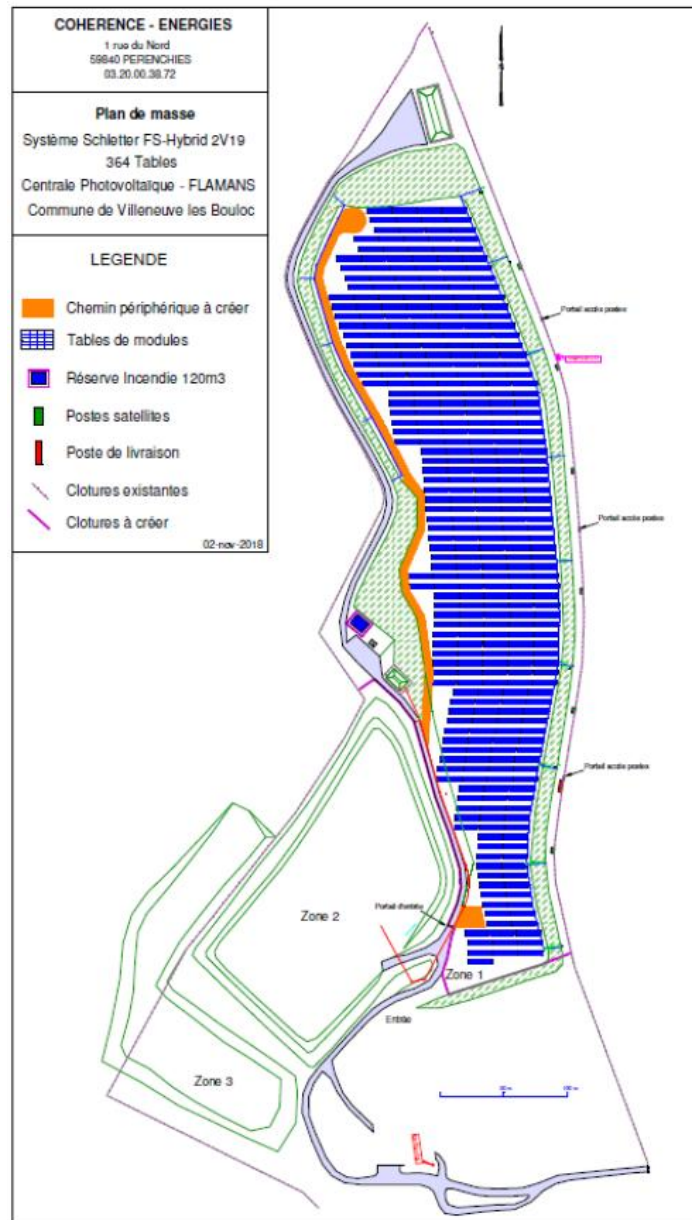 COHERENCE - ENERGIES
1 rue du Nord
59840 PERENCHIES
03.20.00.38.72
Plan de masse
Système Schletter FS-Hybrid 2V19
364 Tables
Centrale Photovoltaïque - FLAMANS
Commune de Villeneuve les Bouloc
LEGENDE
Chemin périphérique à créer
Tables de modules
Réserve Incendie 120m3
Postes satellites
Poste de livraison
Clotures existantes
Clotures à créer
02-nov-2018
Portail accès postes
Portail accès postes
Portail accès postes
Portail d'entrée
Zone 2
Zone 1
Entrée
Zone 3